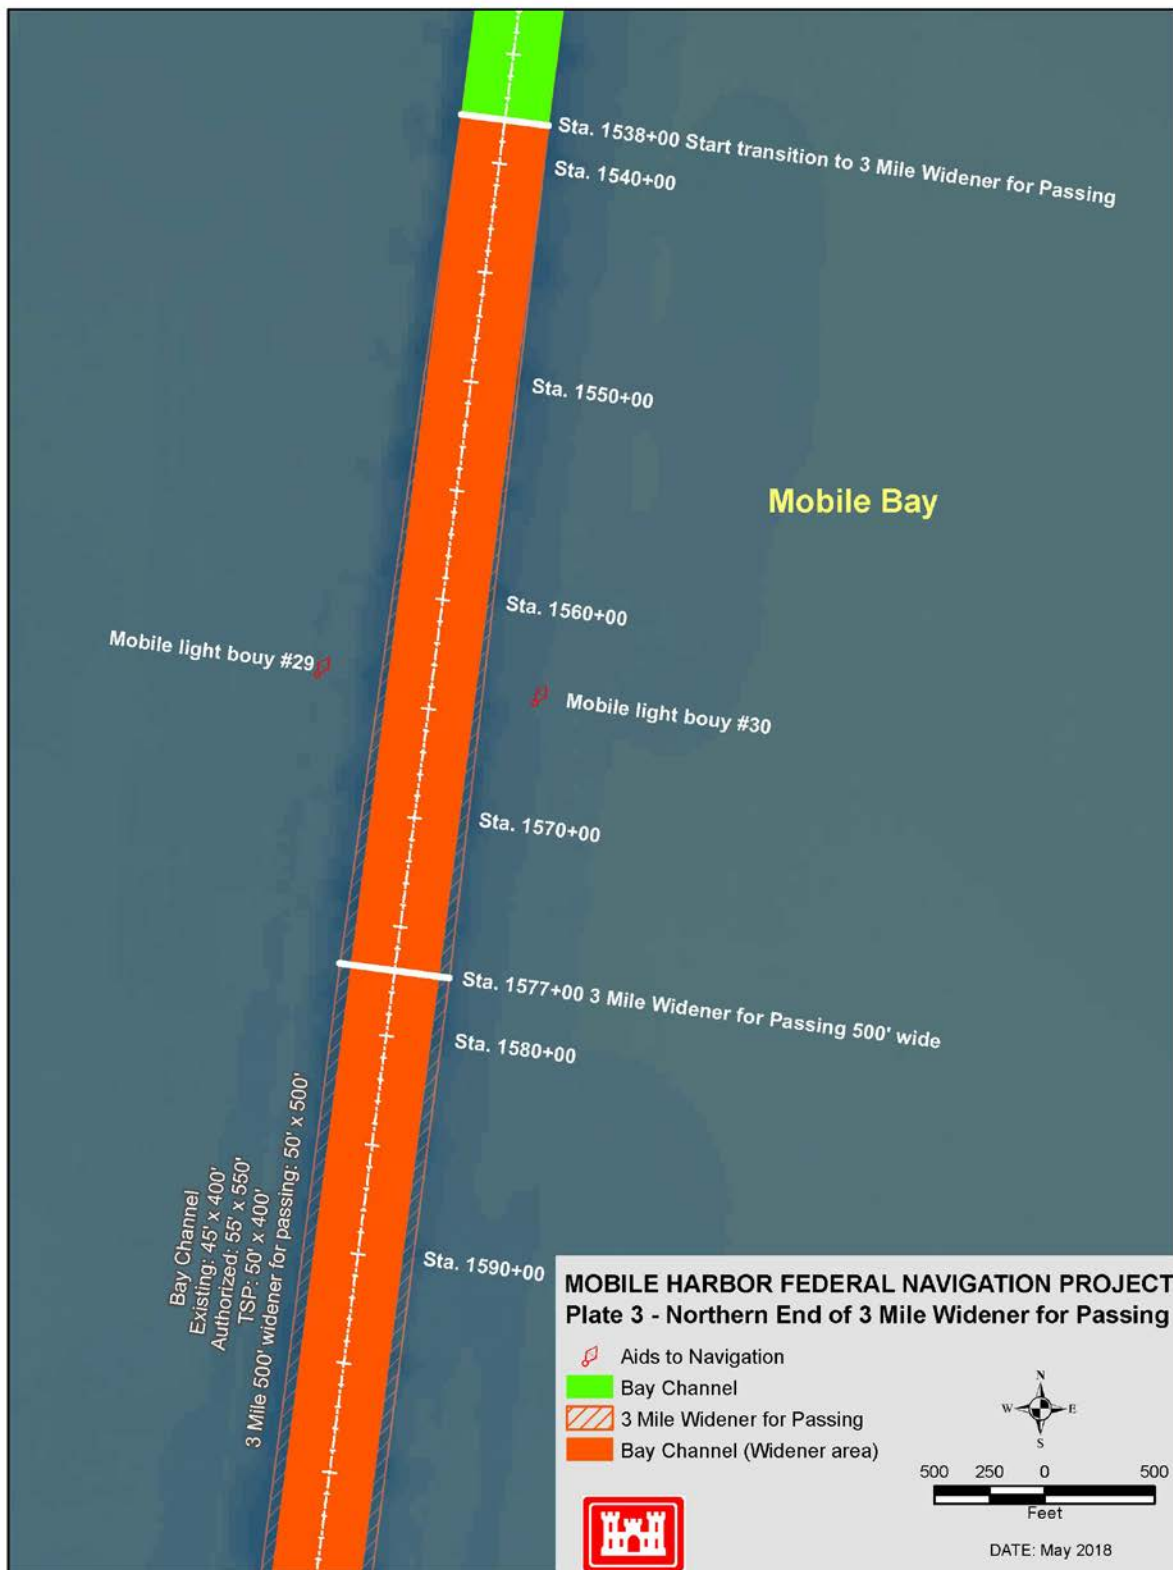 Sta. 1538+00 Start transition to 3 Mile Widener for Passing
Sta. 1540+00
Sta. 1550+00
Mobile Bay
Sta. 1560+00
Mobile light bouy #29
Mobile light bouy #30
Sta. 1570+00
Sta. 1577+00 3 Mile Widener for Passing 500' wide
Sta. 1580+00
Bay Channel
Existing: 45' x 400'
Authorized: 55' x 550'
TSP: 50' x 400'
3 Mile 500' widener for passing: 50' x 500'
Sta. 1590+00
MOBILE HARBOR FEDERAL NAVIGATION PROJECT
Plate 3 - Northern End of 3 Mile Widener for Passing
Aids to Navigation
Bay Channel
3 Mile Widener for Passing
Bay Channel (Widener area)
N
W E
S
500 250 0 500
Feet
DATE: May 2018